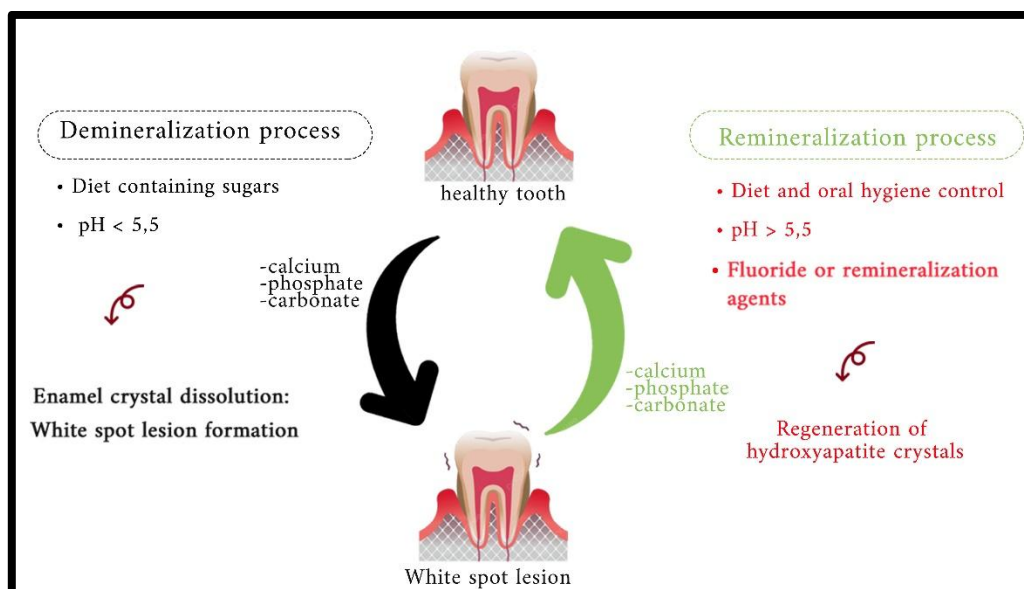 Demineralization process
• Diet containing sugars
• pH < 5,5
Enamel crystal dissolution:
White spot lesion formation
healthy tooth
-calcium
-phosphate
-carbonate
-calcium
-phosphate
-carbonate
White spot lesion
Remineralization process
• Diet and oral hygiene control
• pH > 5,5
• Fluoride or remineralization
agents
Regeneration of
hydroxyapatite crystals